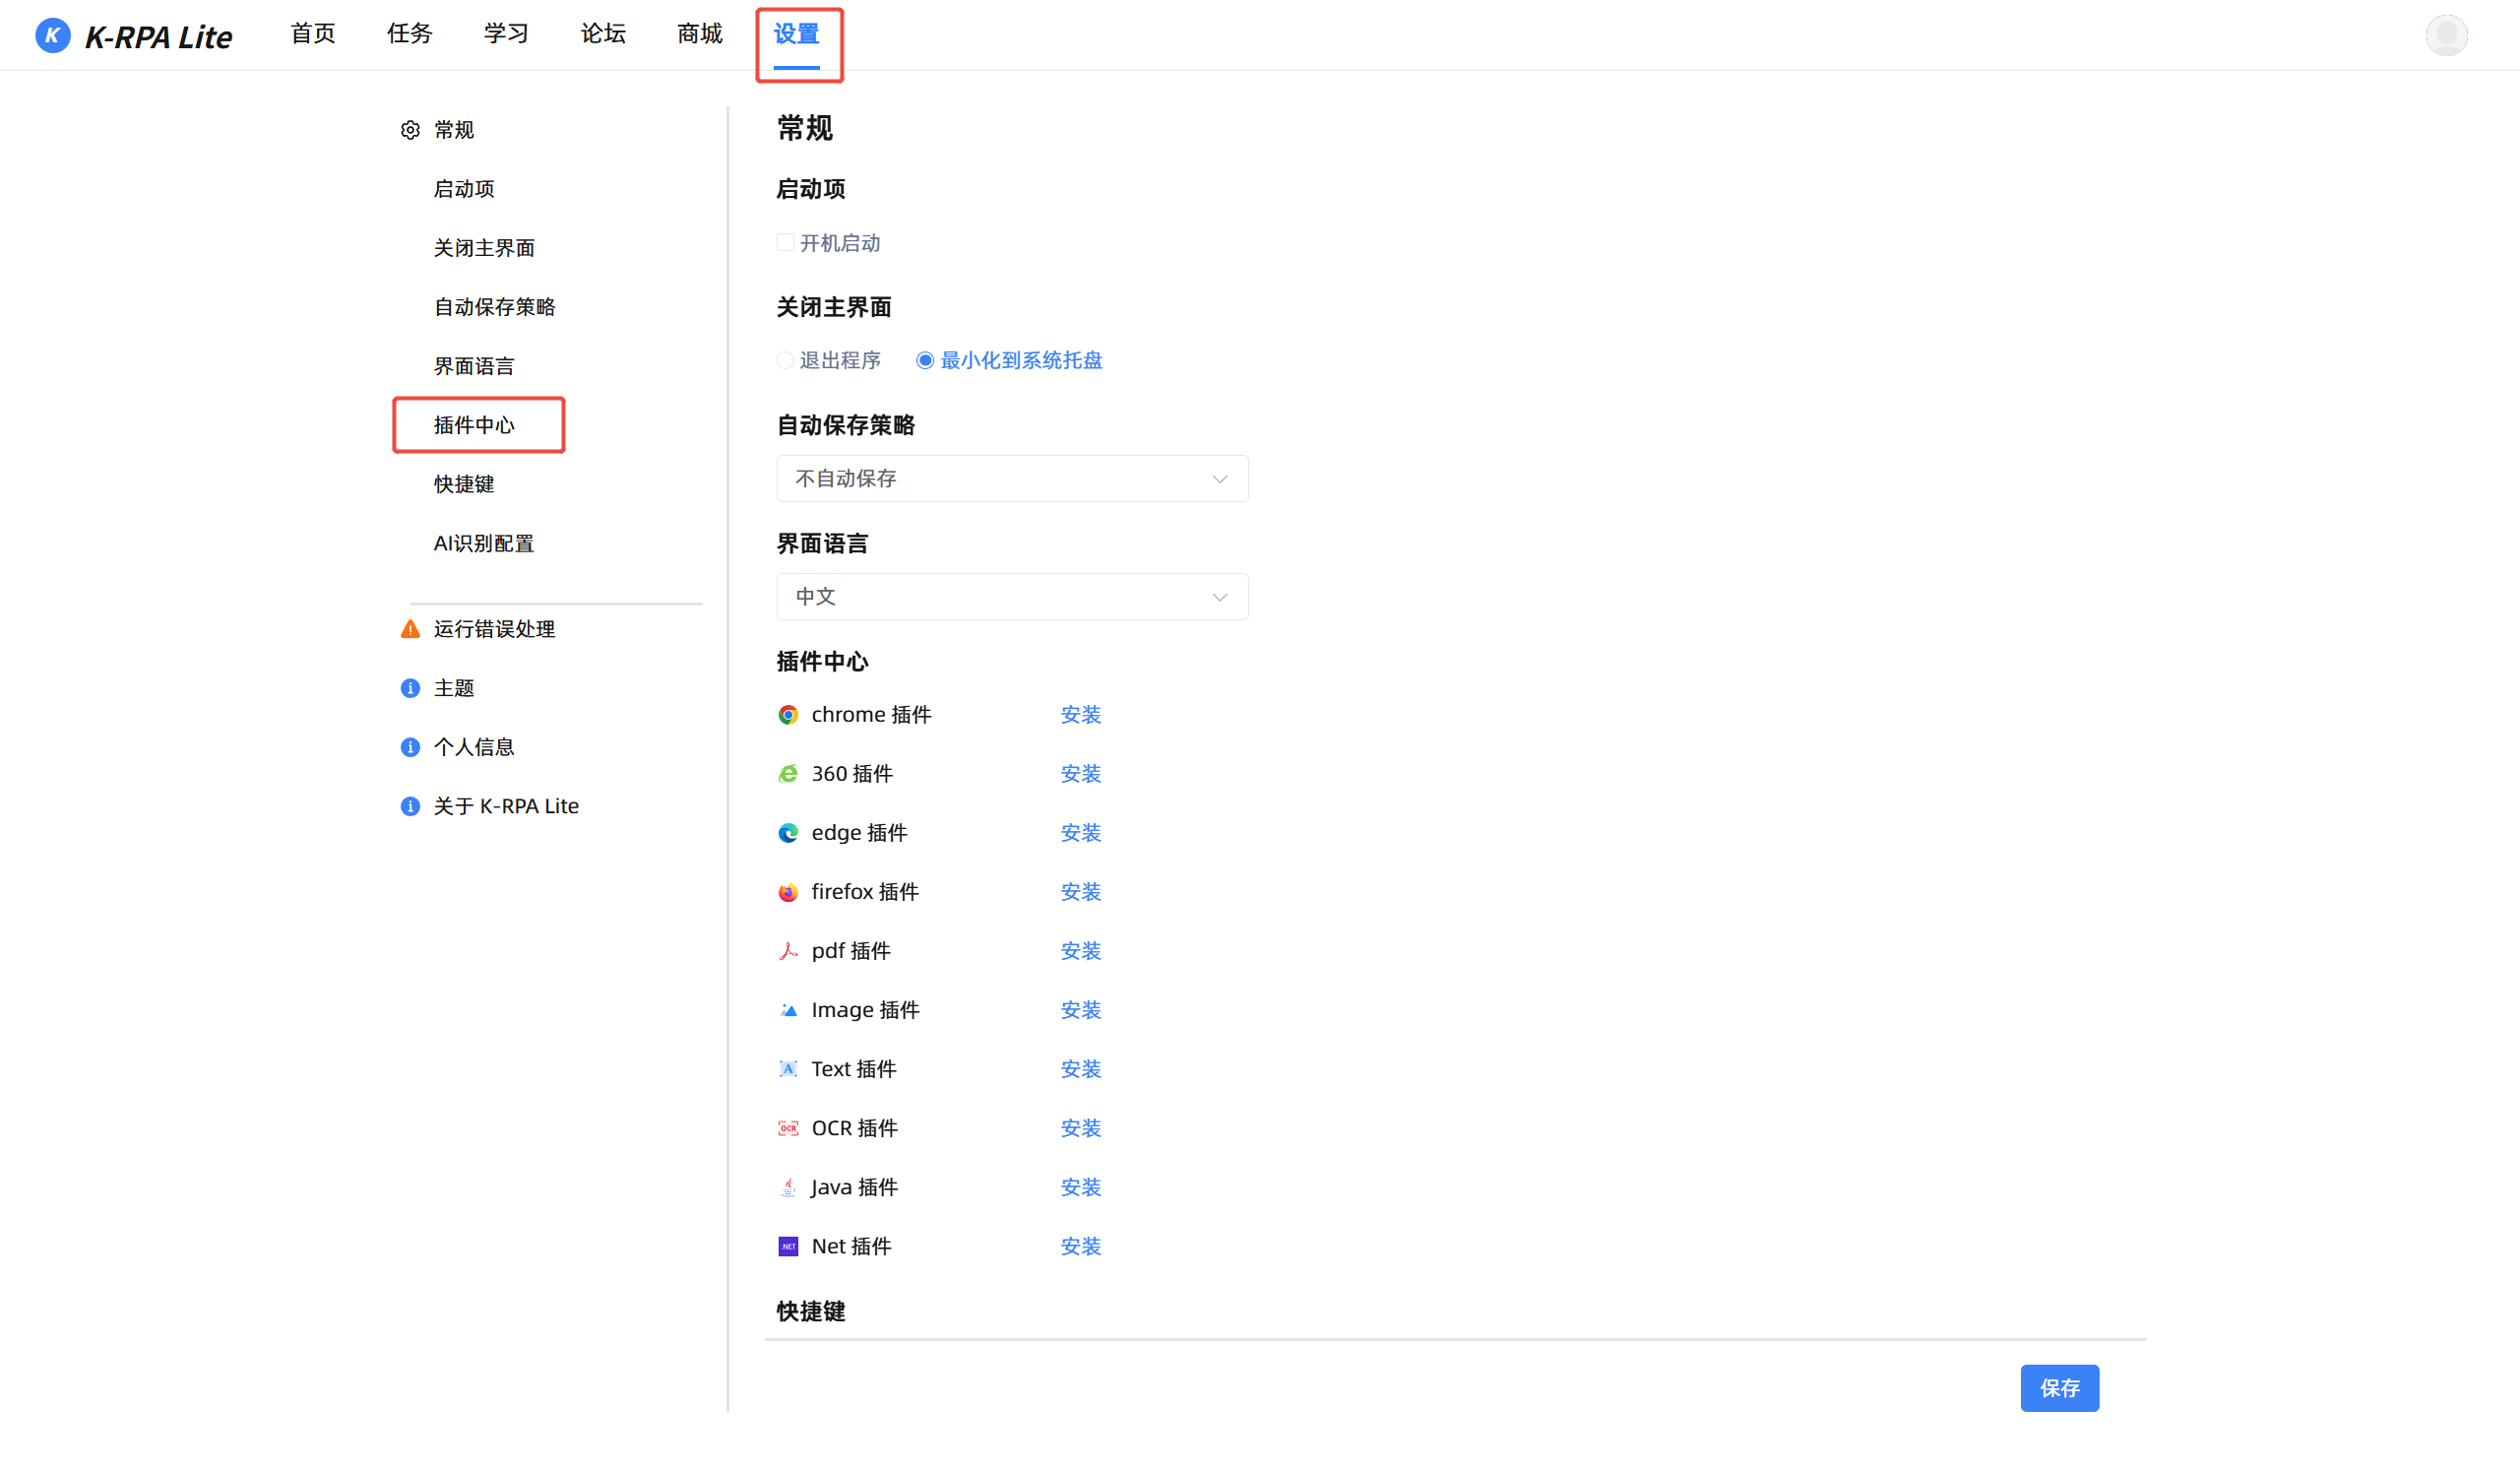 K K-RPA Lite 首页 任务 学习 论坛 商城 设置
常规
启动项
关闭主界面
自动保存策略
界面语言
插件中心
快捷键
AI识别配置
运行错误处理
主题
个人信息
关于 K-RPA Lite
常规
启动项
开机启动
关闭主界面
退出程序 最小化到系统托盘
自动保存策略
不自动保存
界面语言
中文
插件中心
chrome 插件 安装
360 插件 安装
edge 插件 安装
firefox 插件 安装
pdf 插件 安装
Image 插件 安装
A Text 插件 安装
OCR OCR 插件 安装
Java 插件 安装
.NET Net 插件 安装
快捷键
保存